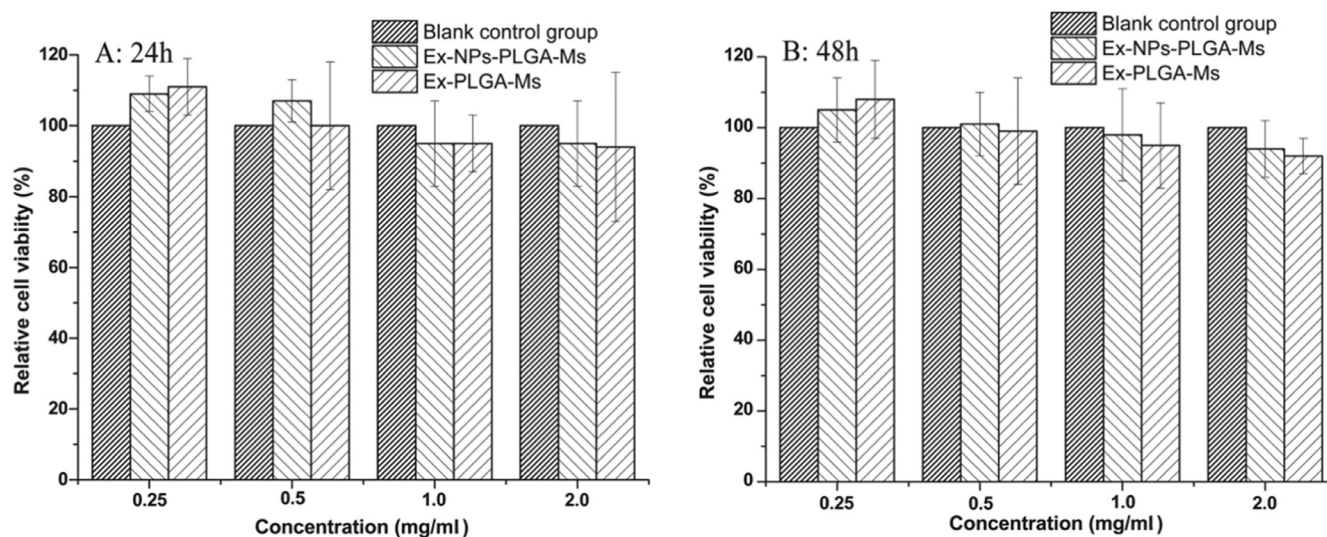 A: 24h
Blank control group
Ex-NPs-PLGA-Ms
Ex-PLGA-Ms
120
100
80
60
40
20
0
Relative cell viability (%)
0.25
0.5
1.0
2.0
Concentration (mg/ml)
B: 48h
Blank control group
Ex-NPs-PLGA-Ms
Ex-PLGA-Ms
120
100
80
60
40
20
0
Relative cell viability (%)
0.25
0.5
1.0
2.0
Concentration (mg/ml)